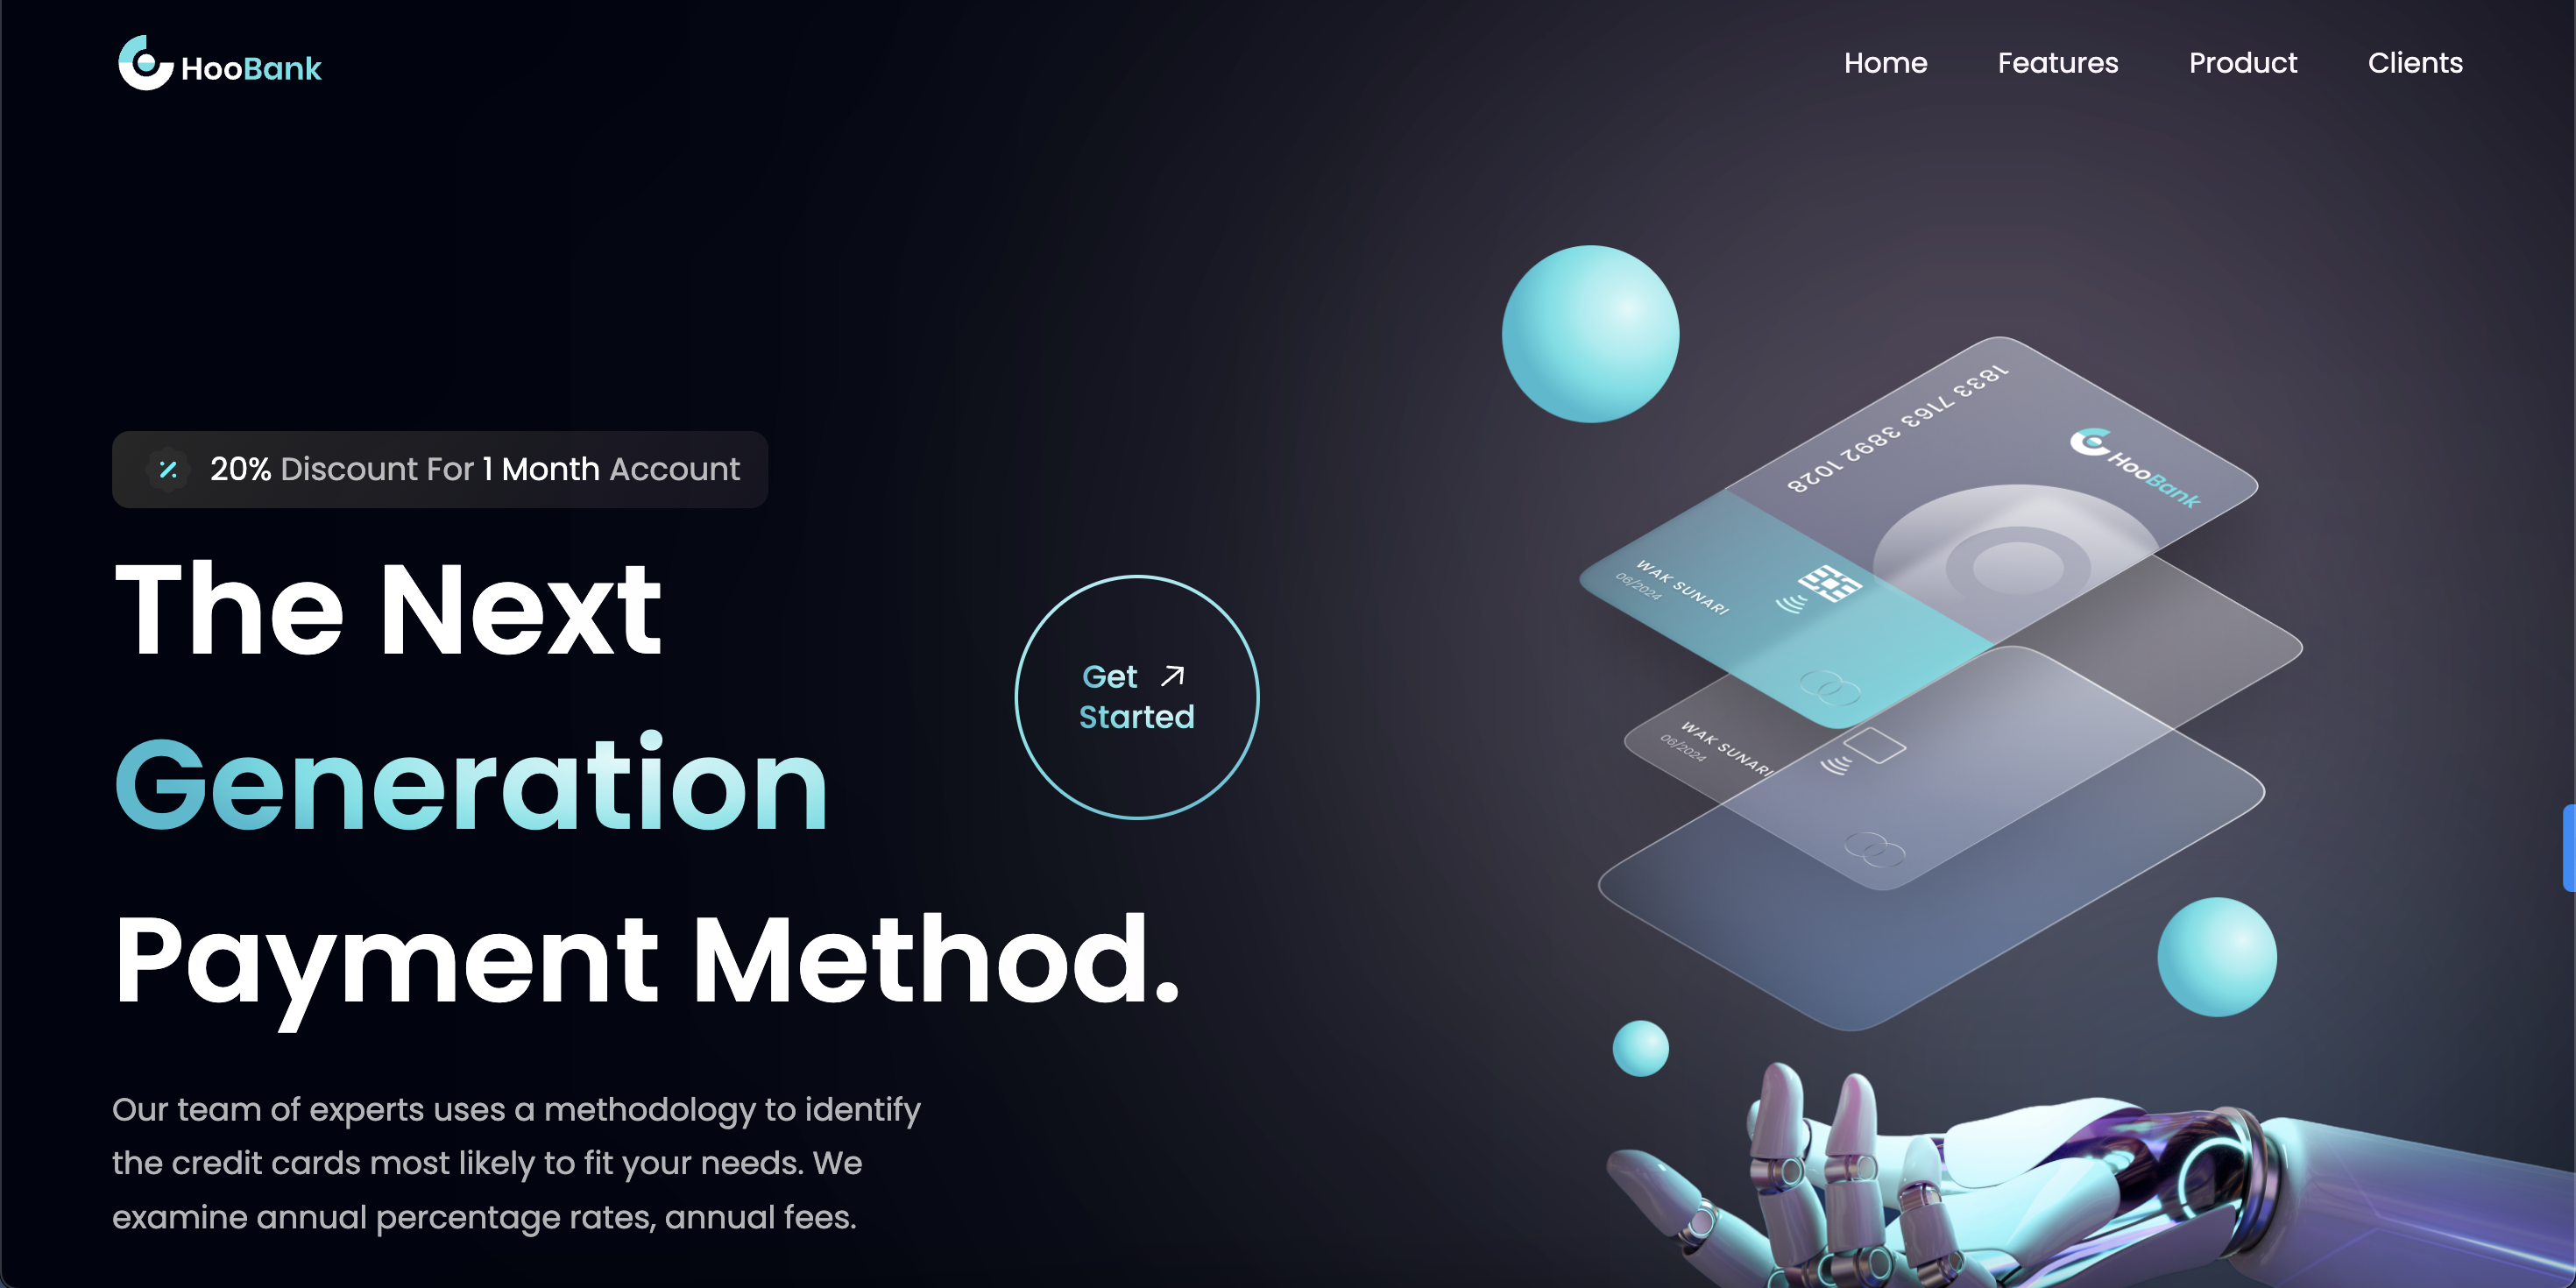 HooBank
Home Features Product Clients
20% Discount For 1 Month Account
The Next
Generation
Payment Method.
Get
Started
Our team of experts uses a methodology to identify
the credit cards most likely to fit your needs. We
examine annual percentage rates, annual fees.
1833 7163 3892 1028
HooBank
WAK SUNARI
06/2024
WAK SUNARI
06/2024